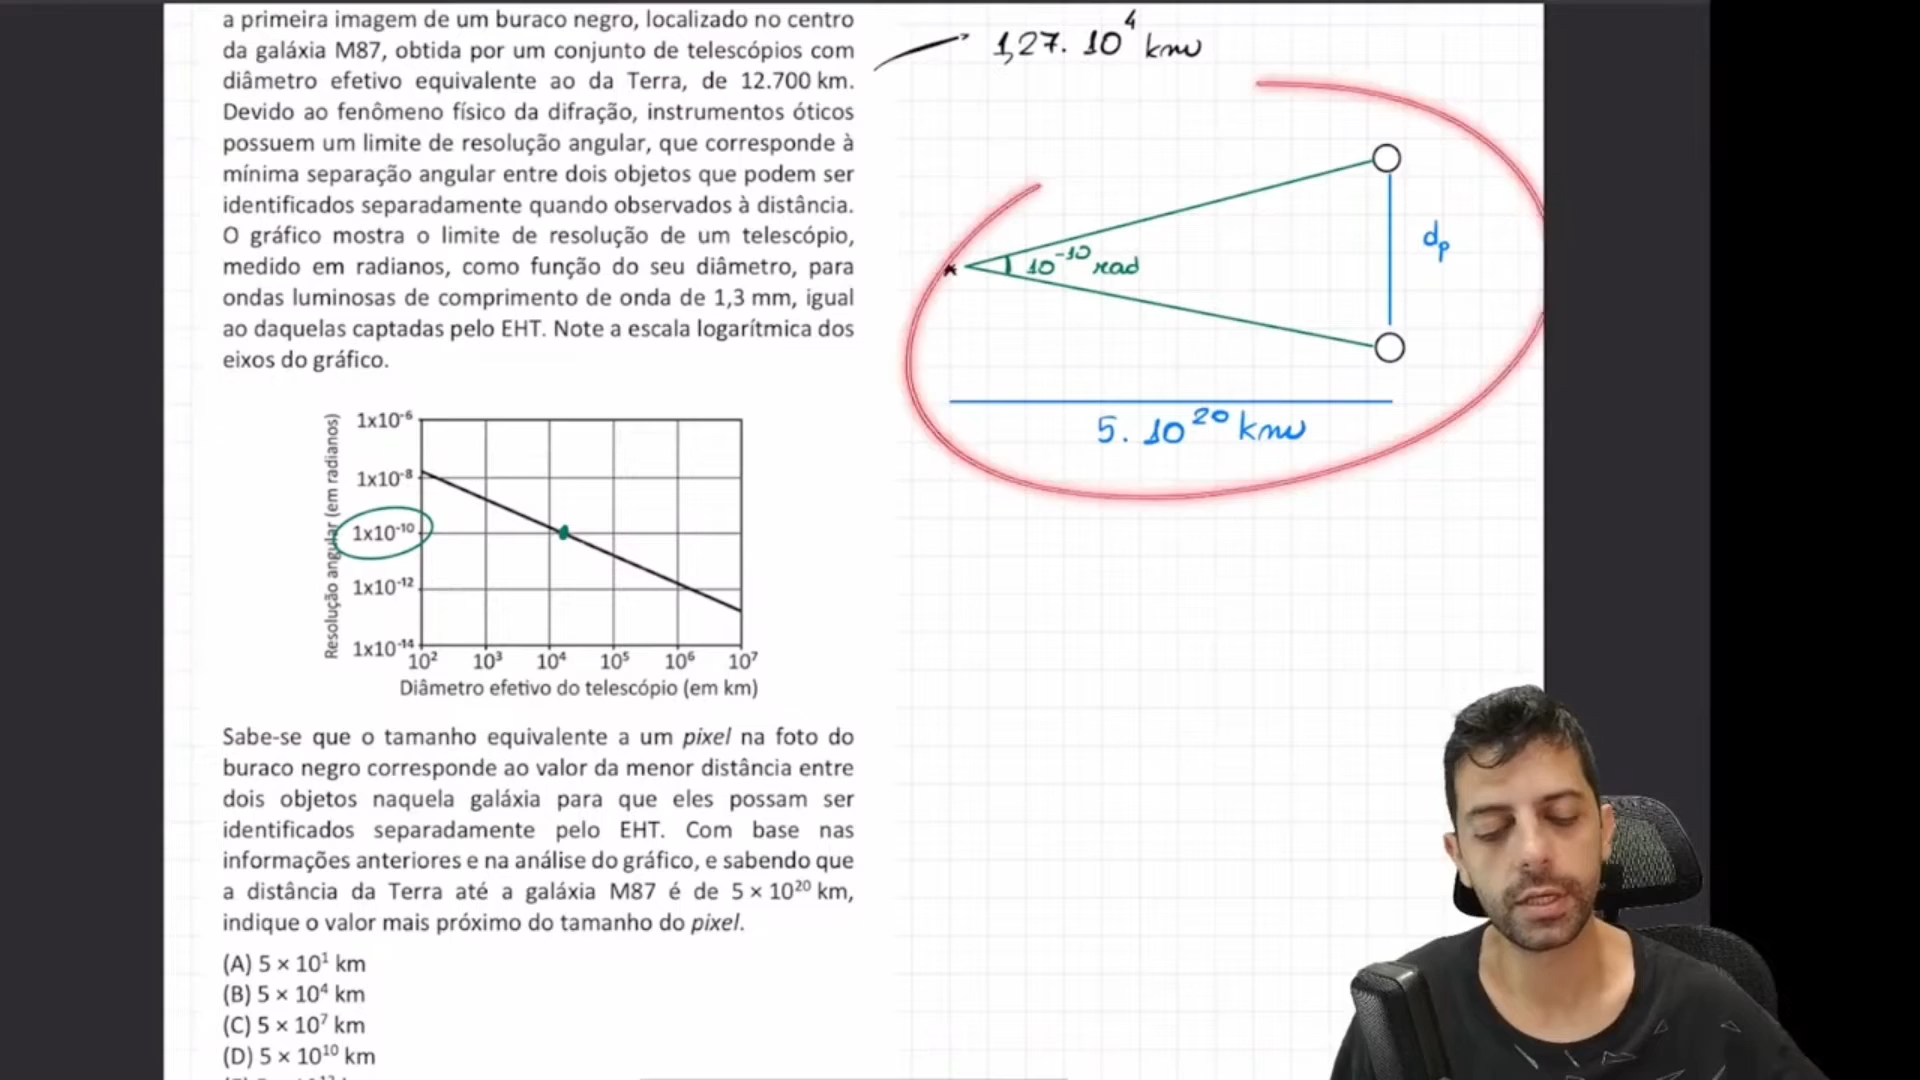 a primeira imagem de um buraco negro, localizado no centro
da galáxia M87, obtida por um conjunto de telescópios com
diâmetro efetivo equivalente ao da Terra, de 12.700 km.
Devido ao fenômeno físico da difração, instrumentos óticos
possuem um limite de resolução angular, que corresponde à
mínima separação angular entre dois objetos que podem ser
identificados separadamente quando observados à distância.
O gráfico mostra o limite de resolução de um telescópio,
medido em radianos, como função do seu diâmetro, para
ondas luminosas de comprimento de onda de 1,3 mm, igual
ao daquelas captadas pelo EHT. Note a escala logarítmica dos
eixos do gráfico.
Resolução angular (em radianos)
1x10⁻⁶
1x10⁻⁸
1x10⁻¹⁰
1x10⁻¹²
1x10⁻¹⁴
10² 10³ 10⁴ 10⁵ 10⁶ 10⁷
Diâmetro efetivo do telescópio (em km)
Sabe-se que o tamanho equivalente a um pixel na foto do
buraco negro corresponde ao valor da menor distância entre
dois objetos naquela galáxia para que eles possam ser
identificados separadamente pelo EHT. Com base nas
informações anteriores e na análise do gráfico, e sabendo que
a distância da Terra até a galáxia M87 é de 5 × 10²⁰ km,
indique o valor mais próximo do tamanho do pixel.
(A) 5 × 10¹ km
(B) 5 × 10⁴ km
(C) 5 × 10⁷ km
(D) 5 × 10¹⁰ km
1,27. 10⁴ km
10⁻¹⁰ rad
dₚ
5. 10²⁰ km